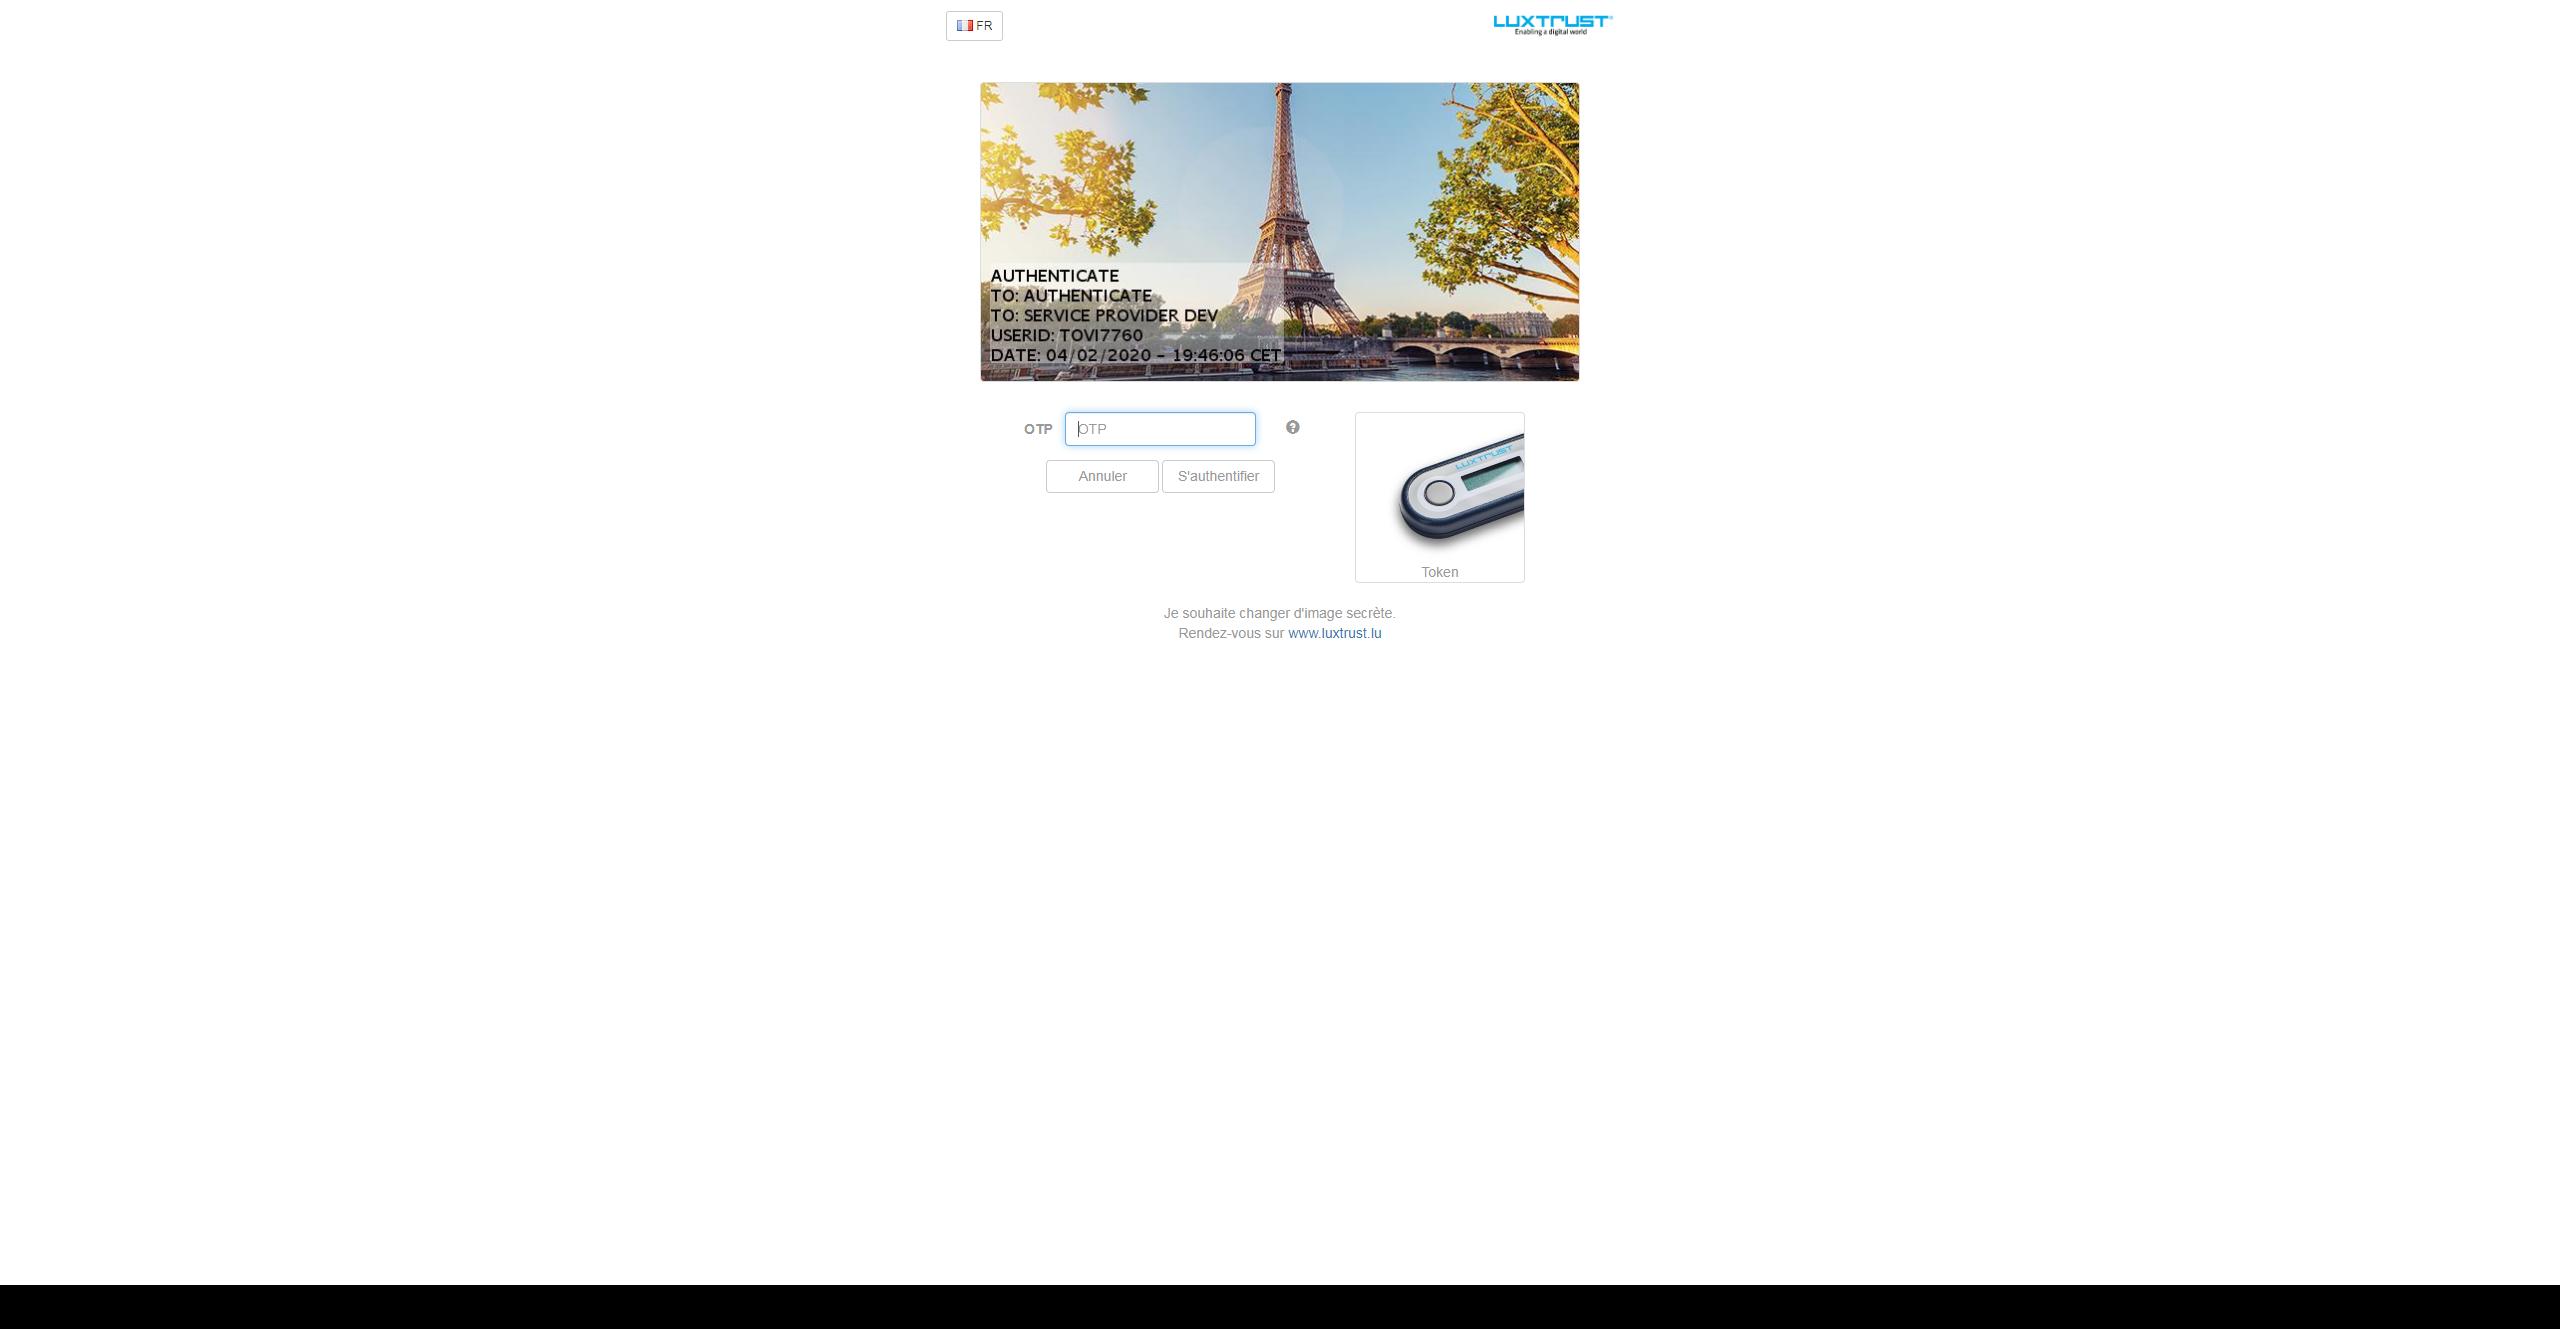 FR
LUXTRUST
Enabling a digital world
AUTHENTICATE
TO: AUTHENTICATE
TO: SERVICE PROVIDER DEV
USERID: TOVI7760
DATE: 04/02/2020 - 19:46:06 CET
OTP OTP
Annuler S'authentifier
LUXTRUST
Token
Je souhaite changer d'image secrète.
Rendez-vous sur www.luxtrust.lu